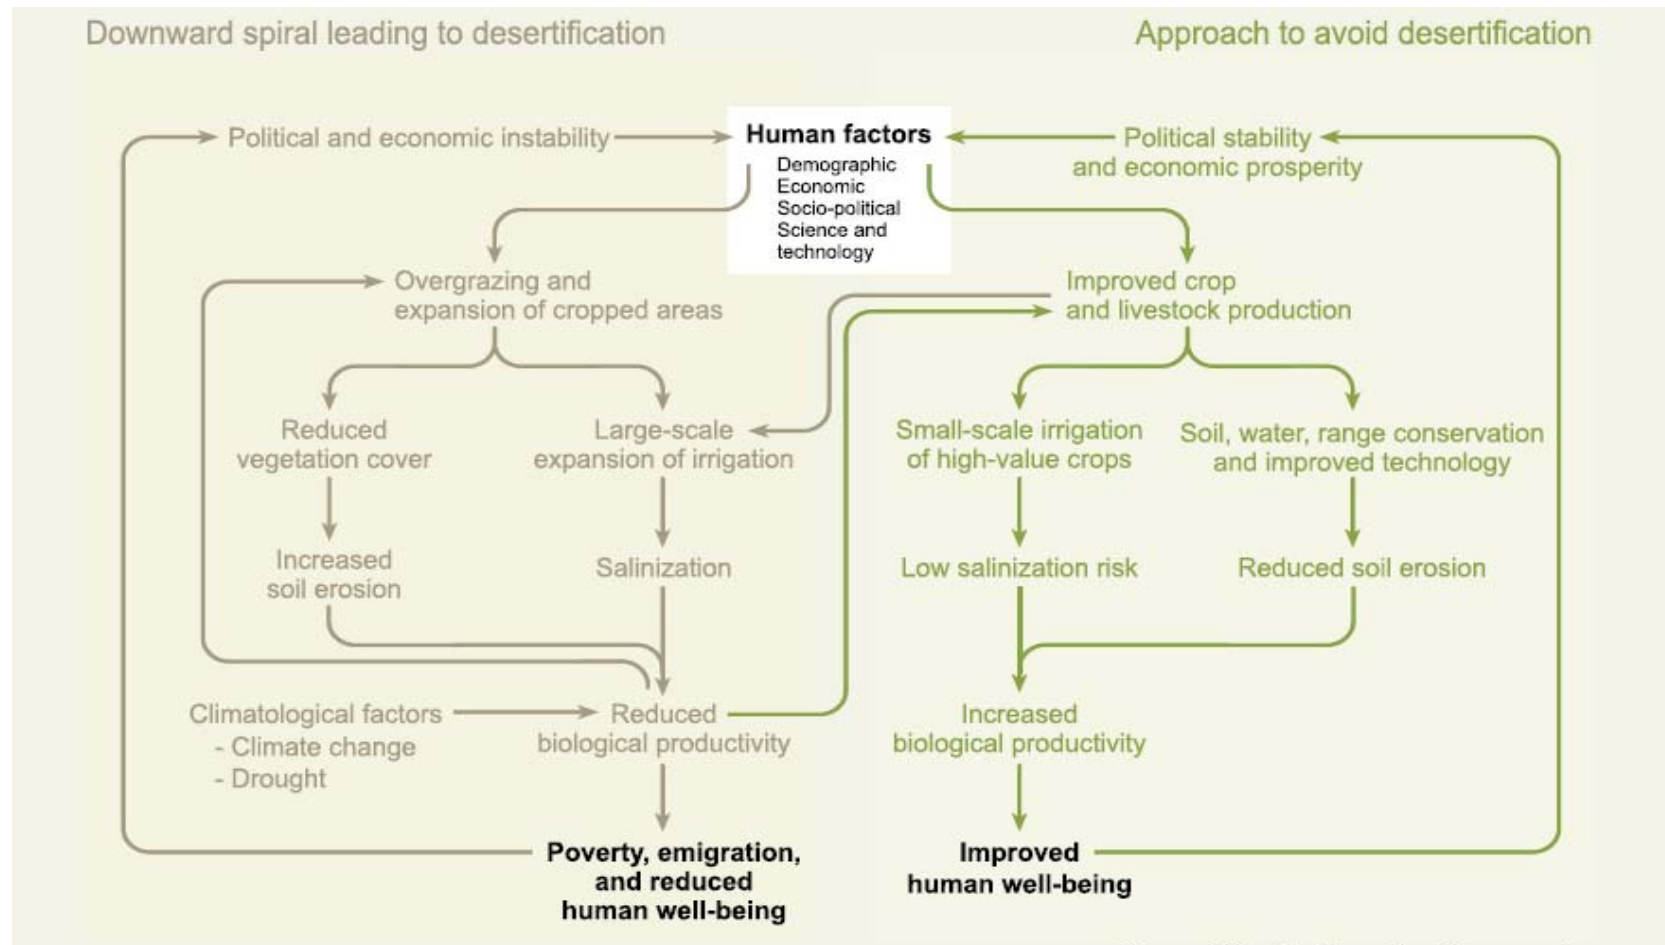 Downward spiral leading to desertification
Approach to avoid desertification
Political and economic instability
Human factors
Demographic
Economic
Socio-political
Science and
technology
Political stability
and economic prosperity
Overgrazing and
expansion of cropped areas
Improved crop
and livestock production
Reduced
vegetation cover
Large-scale
expansion of irrigation
Small-scale irrigation
of high-value crops
Soil, water, range conservation
and improved technology
Increased
soil erosion
Salinization
Low salinization risk
Reduced soil erosion
Climatological factors
- Climate change
- Drought
Reduced
biological productivity
Increased
biological productivity
Poverty, emigration,
and reduced
human well-being
Improved
human well-being